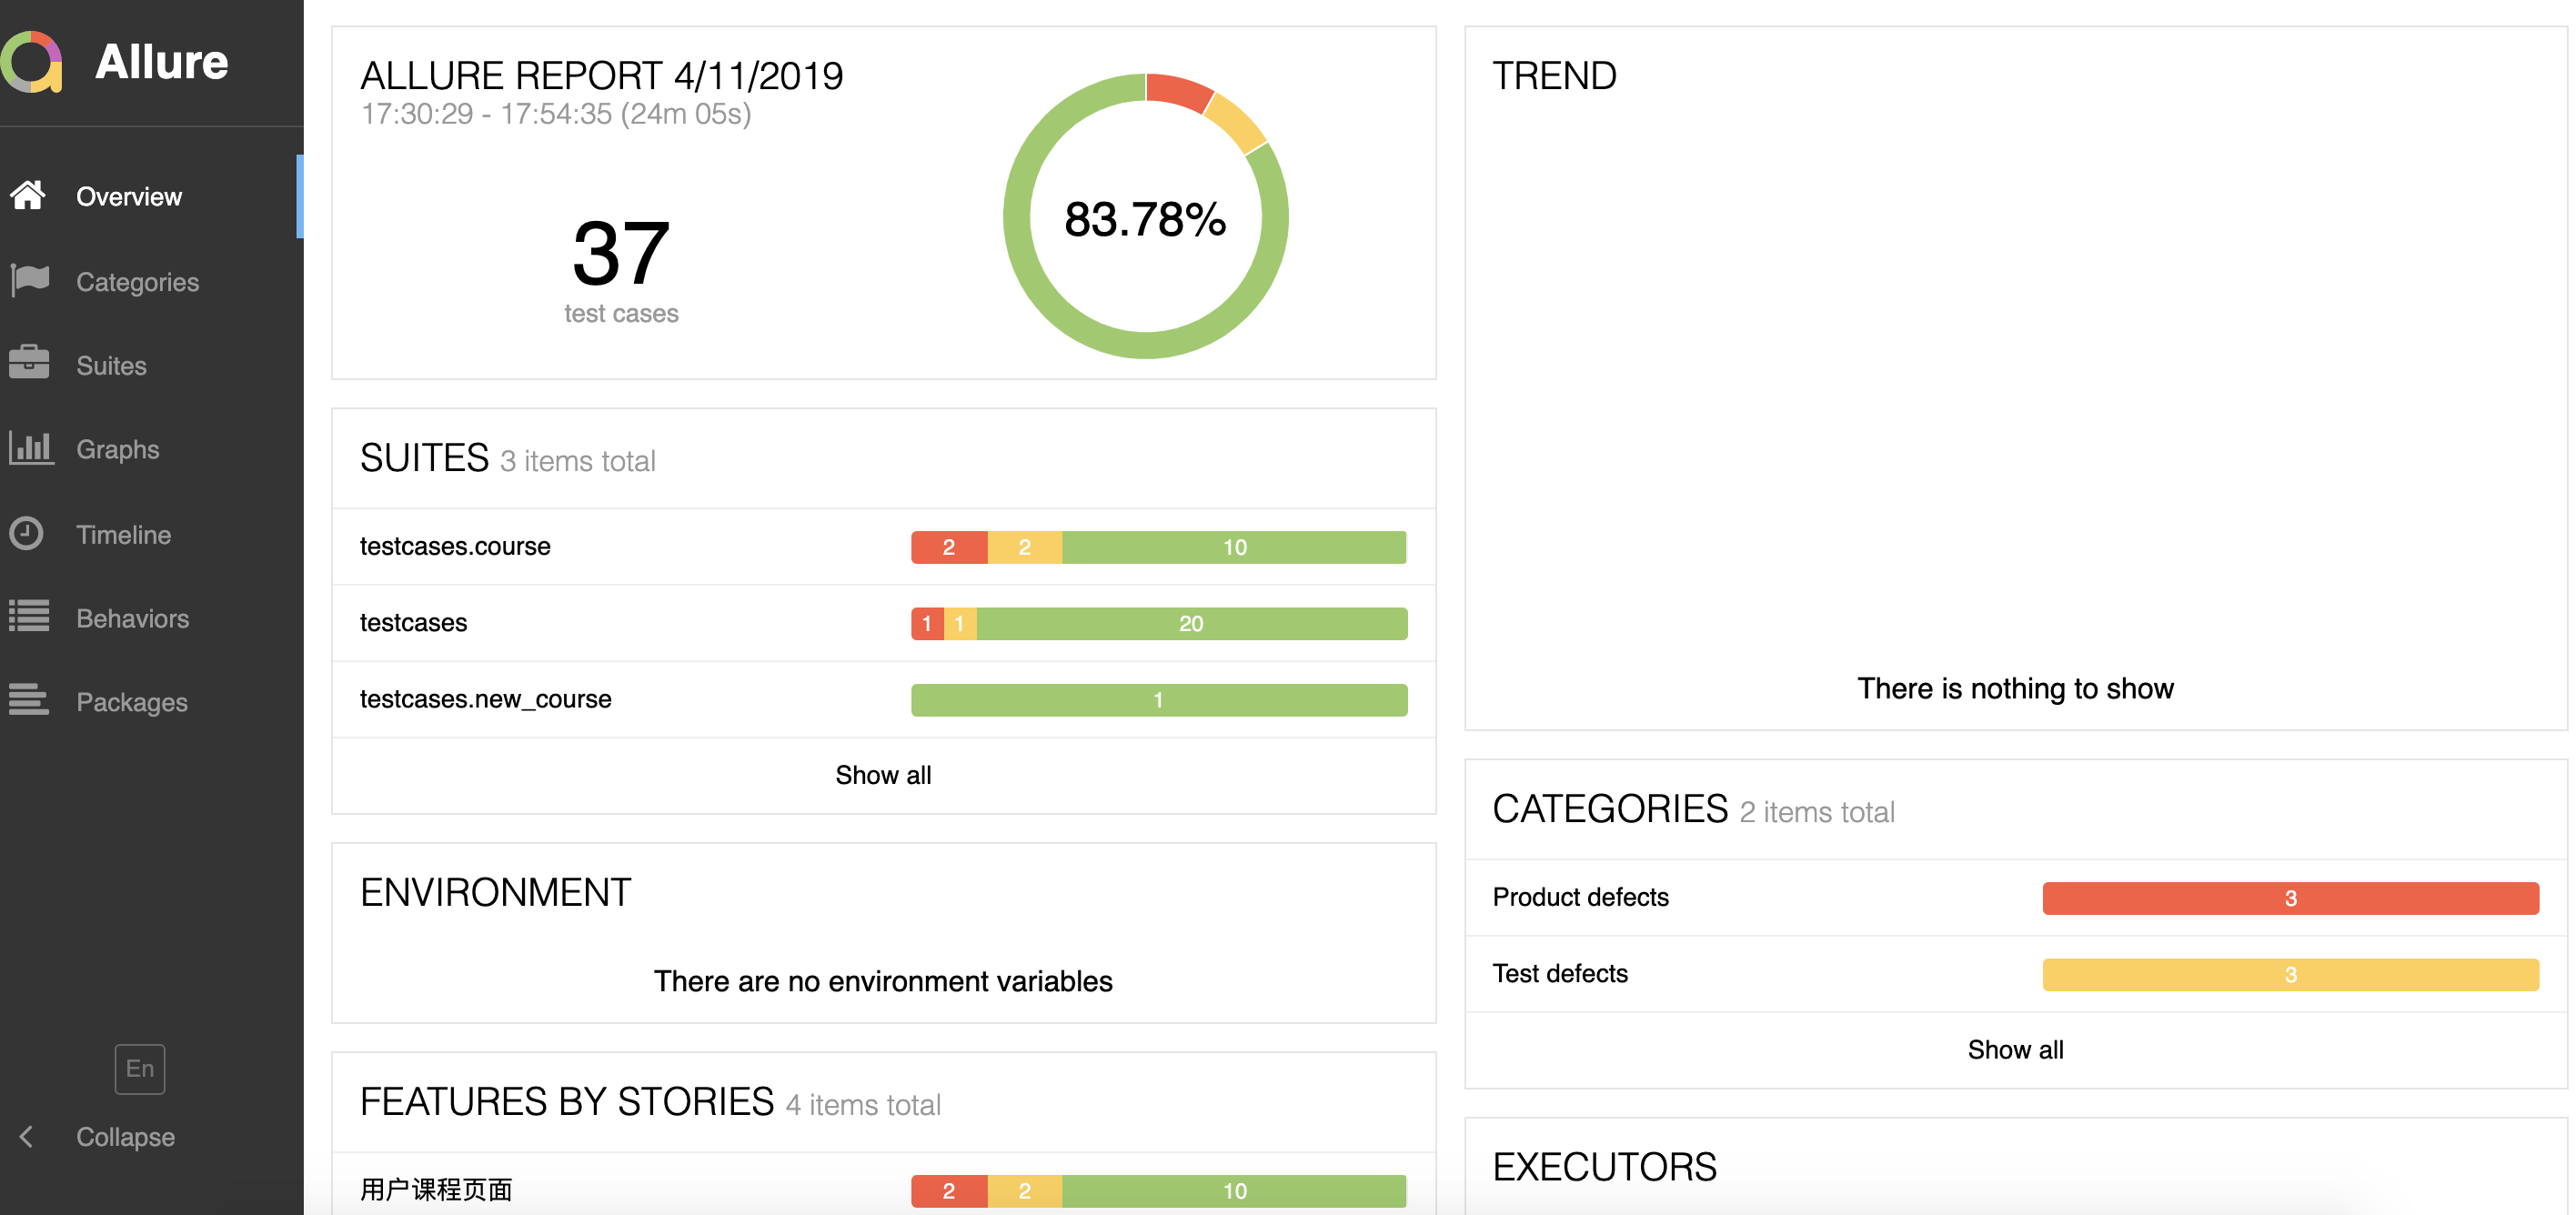 Allure
Overview
Categories
Suites
Graphs
Timeline
Behaviors
Packages
En
Collapse
ALLURE REPORT 4/11/2019
17:30:29 - 17:54:35 (24m 05s)
37
test cases
83.78%
SUITES 3 items total
testcases.course 2 2 10
testcases 1 1 20
testcases.new_course 1
Show all
ENVIRONMENT
There are no environment variables
FEATURES BY STORIES 4 items total
用户课程页面 2 2 10
TREND
There is nothing to show
CATEGORIES 2 items total
Product defects 3
Test defects 3
Show all
EXECUTORS